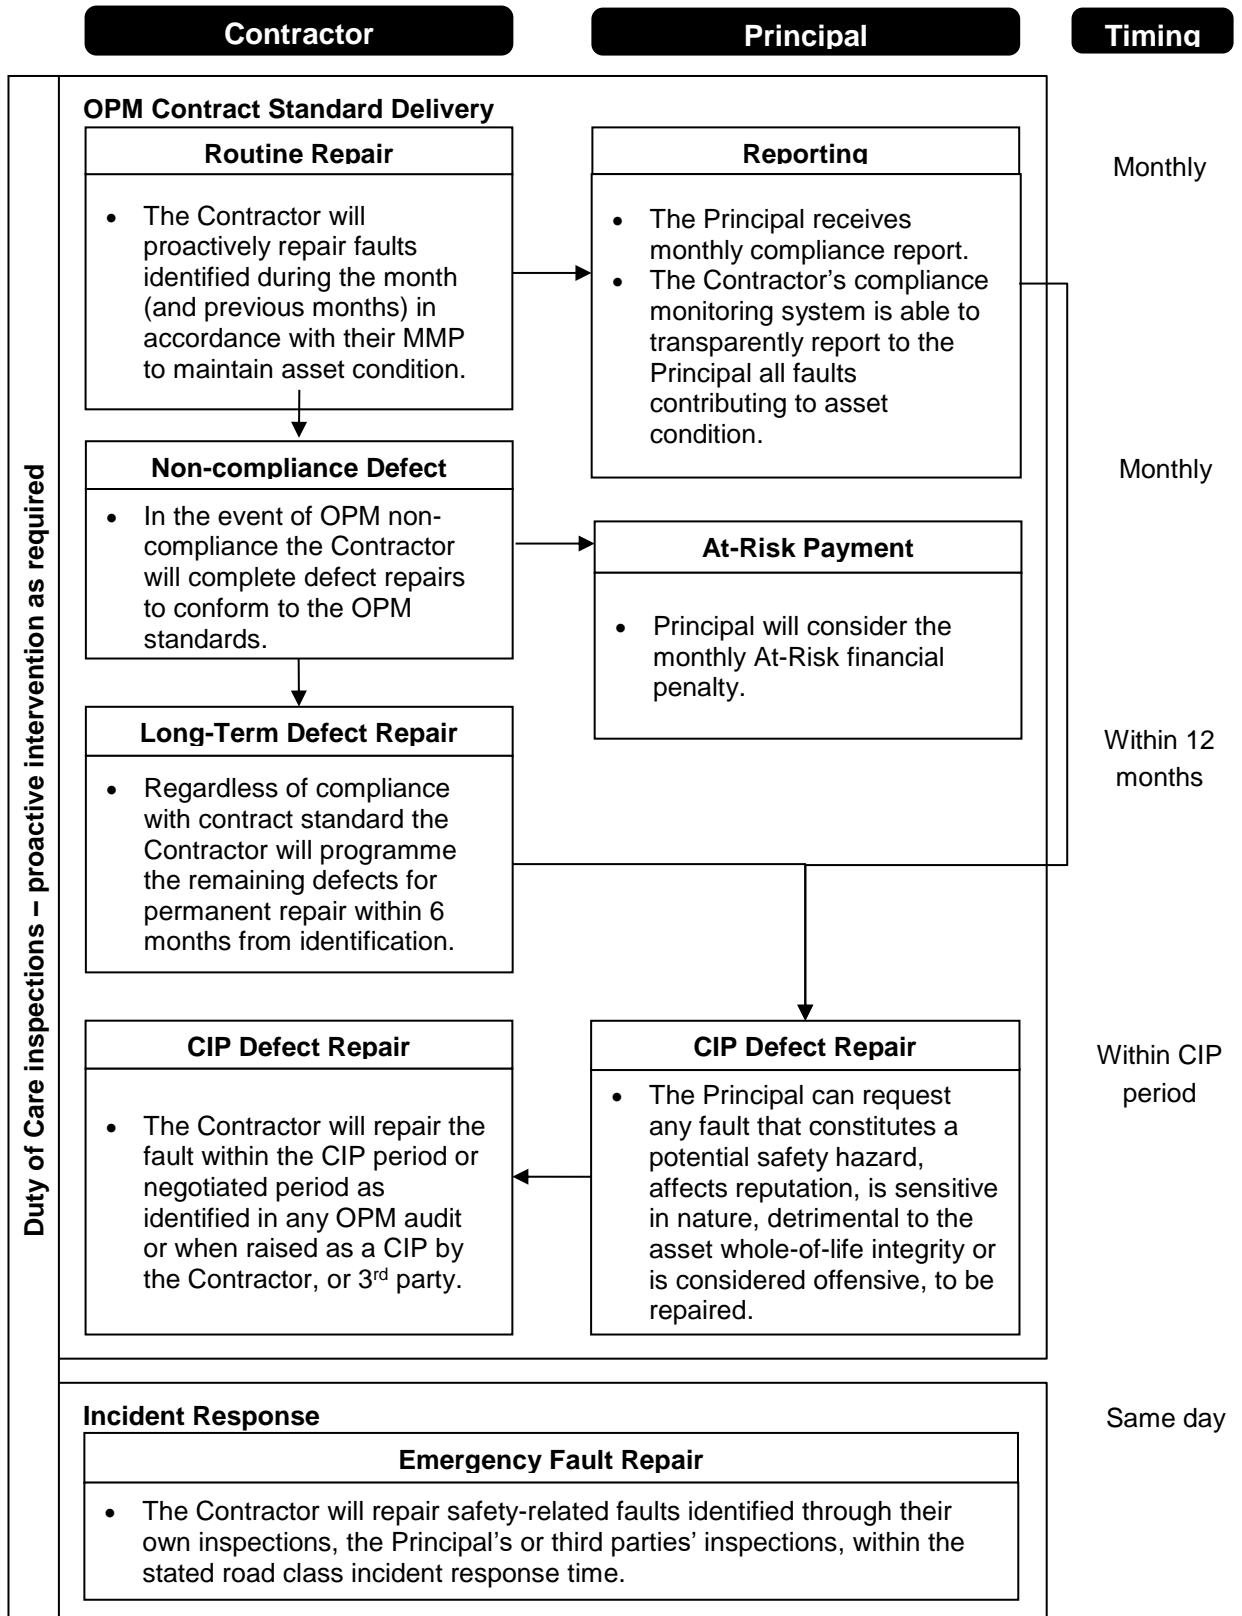 Contractor
Principal
Timing
Duty of Care inspections – proactive intervention as required
OPM Contract Standard Delivery
Routine Repair
• The Contractor will
proactively repair faults
identified during the month
(and previous months) in
accordance with their MMP
to maintain asset condition.
Reporting
• The Principal receives
monthly compliance report.
• The Contractor’s compliance
monitoring system is able to
transparently report to the
Principal all faults
contributing to asset
condition.
Monthly
Non-compliance Defect
• In the event of OPM non-
compliance the Contractor
will complete defect repairs
to conform to the OPM
standards.
At-Risk Payment
• Principal will consider the
monthly At-Risk financial
penalty.
Monthly
Long-Term Defect Repair
• Regardless of compliance
with contract standard the
Contractor will programme
the remaining defects for
permanent repair within 6
months from identification.
Within 12
months
CIP Defect Repair
• The Contractor will repair the
fault within the CIP period or
negotiated period as
identified in any OPM audit
or when raised as a CIP by
the Contractor, or 3rd party.
CIP Defect Repair
• The Principal can request
any fault that constitutes a
potential safety hazard,
affects reputation, is sensitive
in nature, detrimental to the
asset whole-of-life integrity or
is considered offensive, to be
repaired.
Within CIP
period
Incident Response
Emergency Fault Repair
• The Contractor will repair safety-related faults identified through their
own inspections, the Principal’s or third parties’ inspections, within the
stated road class incident response time.
Same day